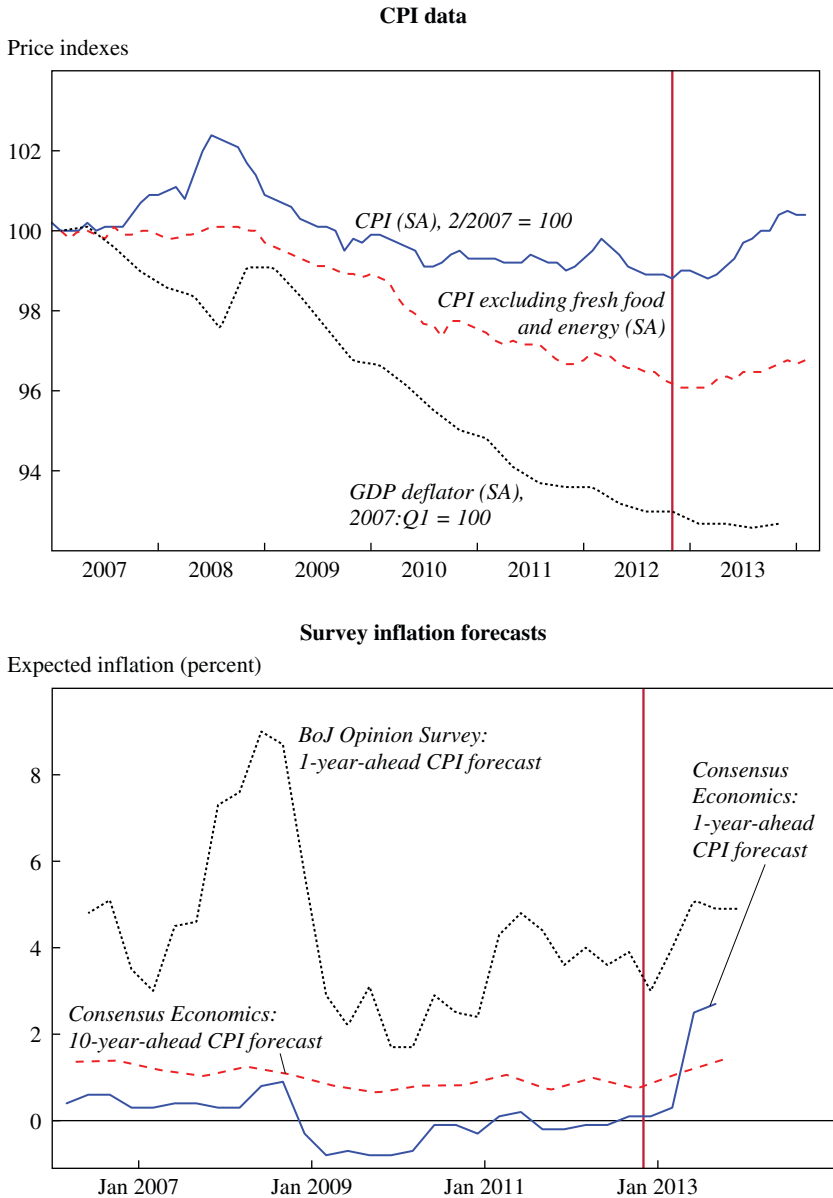 CPI data
Price indexes
102
100
98
96
94
CPI (SA), 2/2007 = 100
CPI excluding fresh food
and energy (SA)
GDP deflator (SA),
2007:Q1 = 100
2007 2008 2009 2010 2011 2012 2013
Survey inflation forecasts
Expected inflation (percent)
8
6
4
2
0
BoJ Opinion Survey:
1-year-ahead CPI forecast
Consensus
Economics:
1-year-ahead
CPI forecast
Consensus Economics:
10-year-ahead CPI forecast
Jan 2007 Jan 2009 Jan 2011 Jan 2013